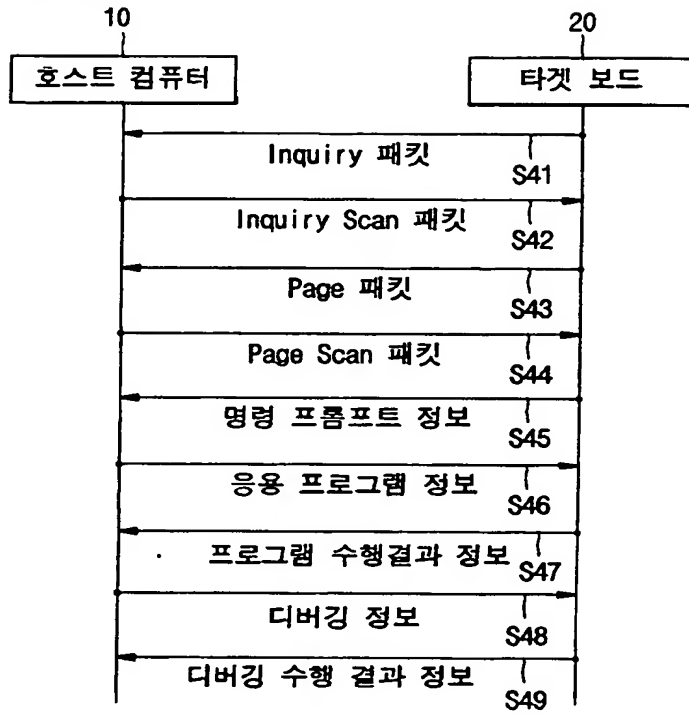 10
20
호스트 컴퓨터
타겟 보드
Inquiry 패킷
S41
Inquiry Scan 패킷
S42
Page 패킷
S43
Page Scan 패킷
S44
명령 프롬프트 정보
S45
응용 프로그램 정보
S46
프로그램 수행결과 정보
S47
디버깅 정보
S48
디버깅 수행 결과 정보
S49